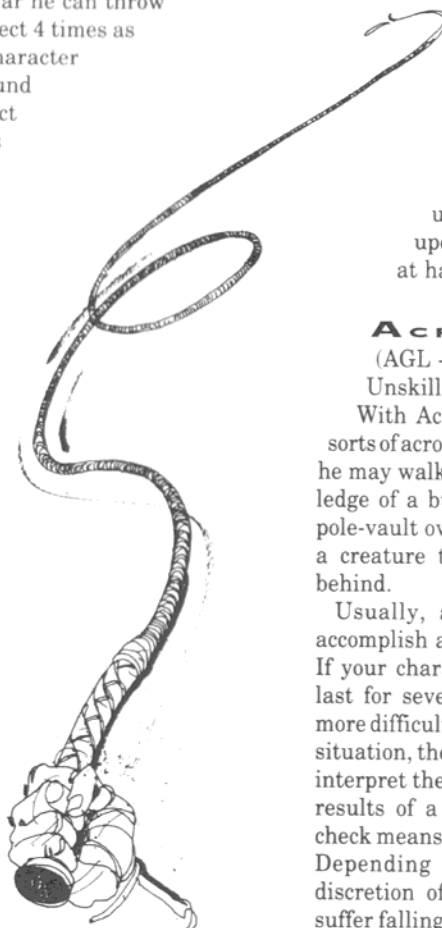 ar he can throw
ect 4 times as
haracter
und
ct
s
u
upo
at ha
ACR
(AGL -
Unskill
With Ac
sorts of acro
he may walk
ledge of a b
pole-vault ov
a creature t
behind.
Usually, a
accomplish a
If your char
last for seve
more difficul
situation, the
interpret the
results of a
check means
Depending
discretion of
suffer falling